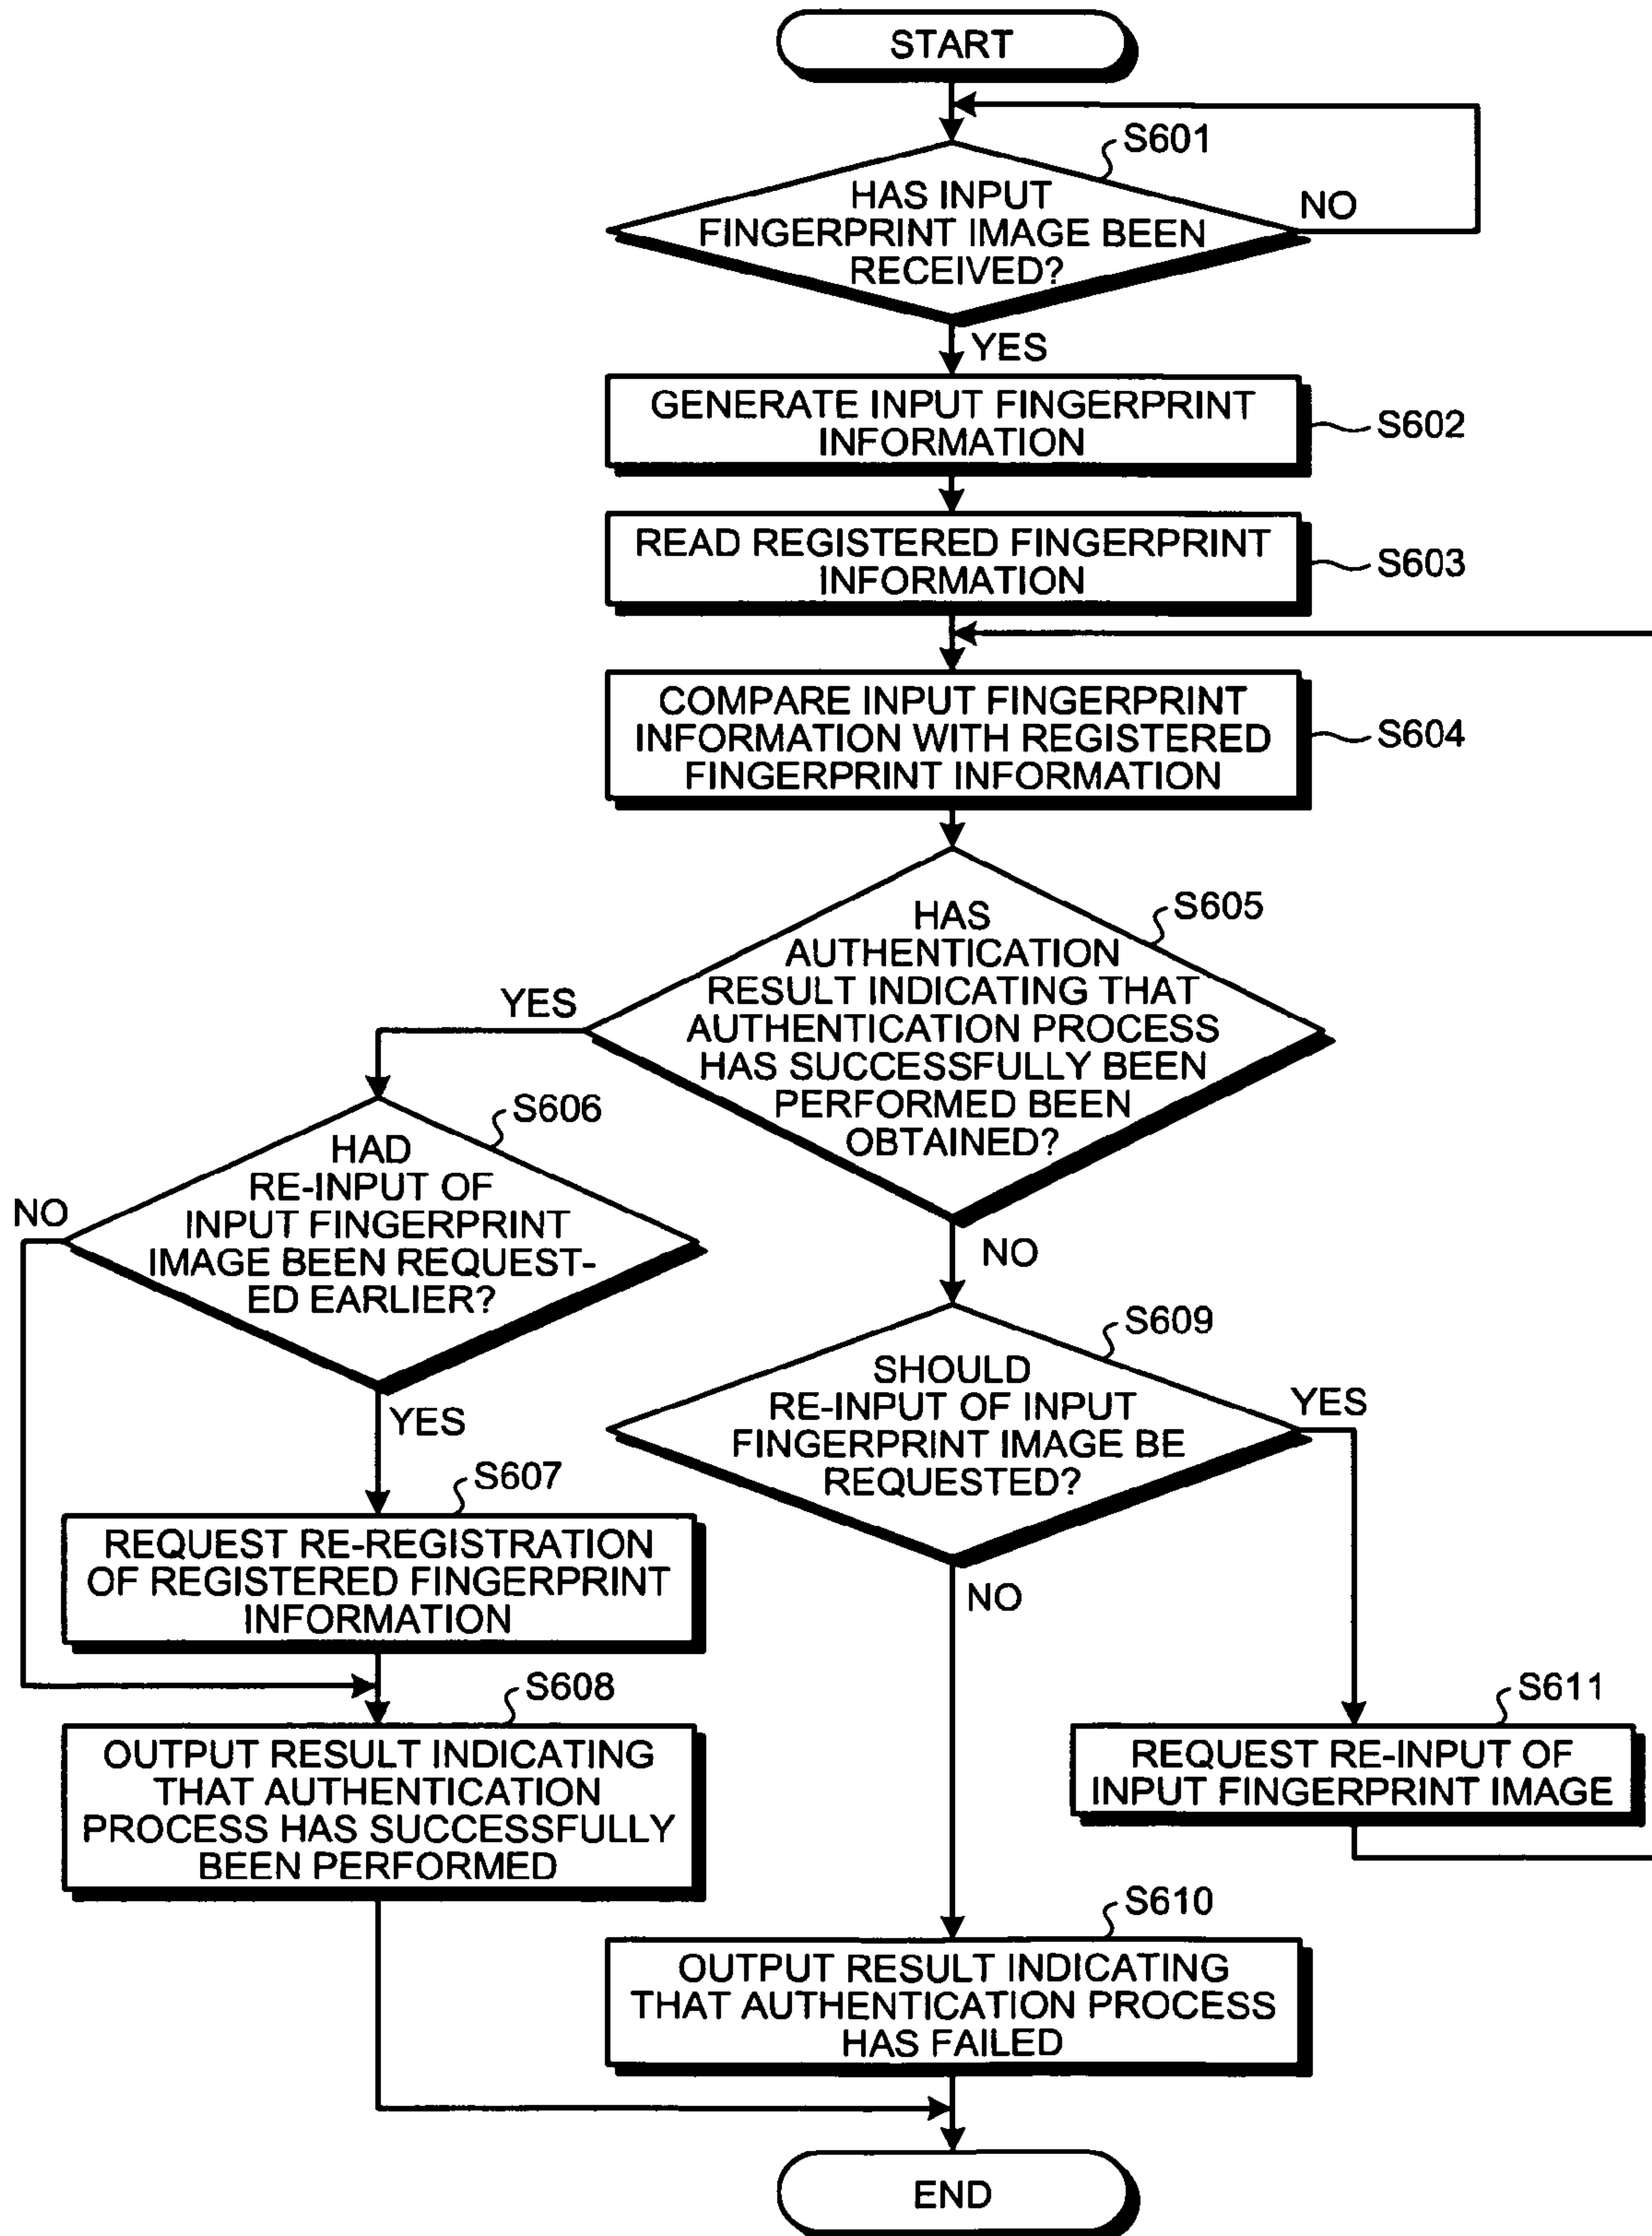 START
S601
HAS INPUT
FINGERPRINT IMAGE BEEN
RECEIVED?
NO
YES
GENERATE INPUT FINGERPRINT
INFORMATION
S602
READ REGISTERED FINGERPRINT
INFORMATION
S603
COMPARE INPUT FINGERPRINT
INFORMATION WITH REGISTERED
FINGERPRINT INFORMATION
S604
S605
HAS
AUTHENTICATION
RESULT INDICATING THAT
AUTHENTICATION PROCESS
HAS SUCCESSFULLY BEEN
PERFORMED BEEN
OBTAINED?
YES
NO
S606
HAD
RE-INPUT OF
INPUT FINGERPRINT
IMAGE BEEN REQUEST-
ED EARLIER?
NO
YES
S607
REQUEST RE-REGISTRATION
OF REGISTERED FINGERPRINT
INFORMATION
S608
OUTPUT RESULT INDICATING
THAT AUTHENTICATION
PROCESS HAS SUCCESSFULLY
BEEN PERFORMED
S609
SHOULD
RE-INPUT OF INPUT
FINGERPRINT IMAGE BE
REQUESTED?
YES
NO
S611
REQUEST RE-INPUT OF
INPUT FINGERPRINT IMAGE
S610
OUTPUT RESULT INDICATING
THAT AUTHENTICATION PROCESS
HAS FAILED
END